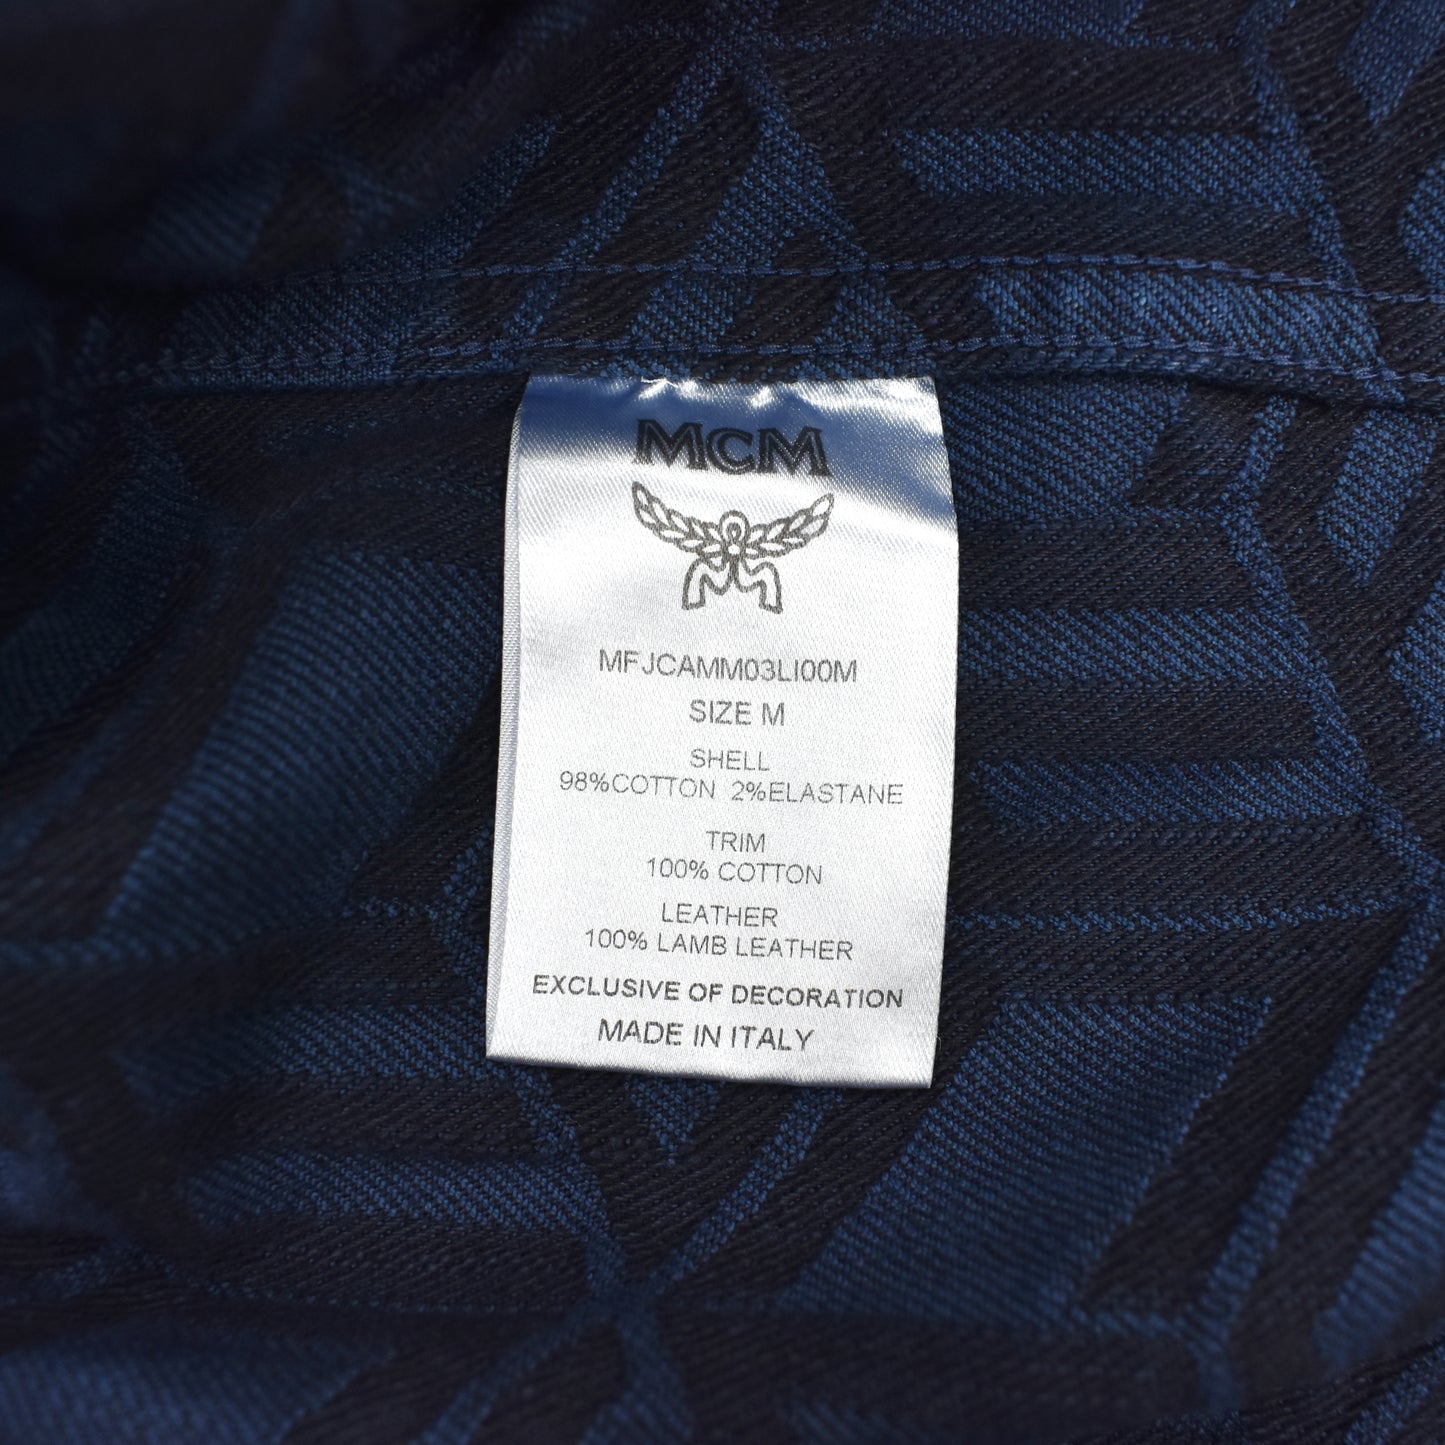 MCM
MFJCAMM03LI00M
SIZE M
SHELL
98%COTTON 2%ELASTANE
TRIM
100% COTTON
LEATHER
100% LAMB LEATHER
EXCLUSIVE OF DECORATION
MADE IN ITALY